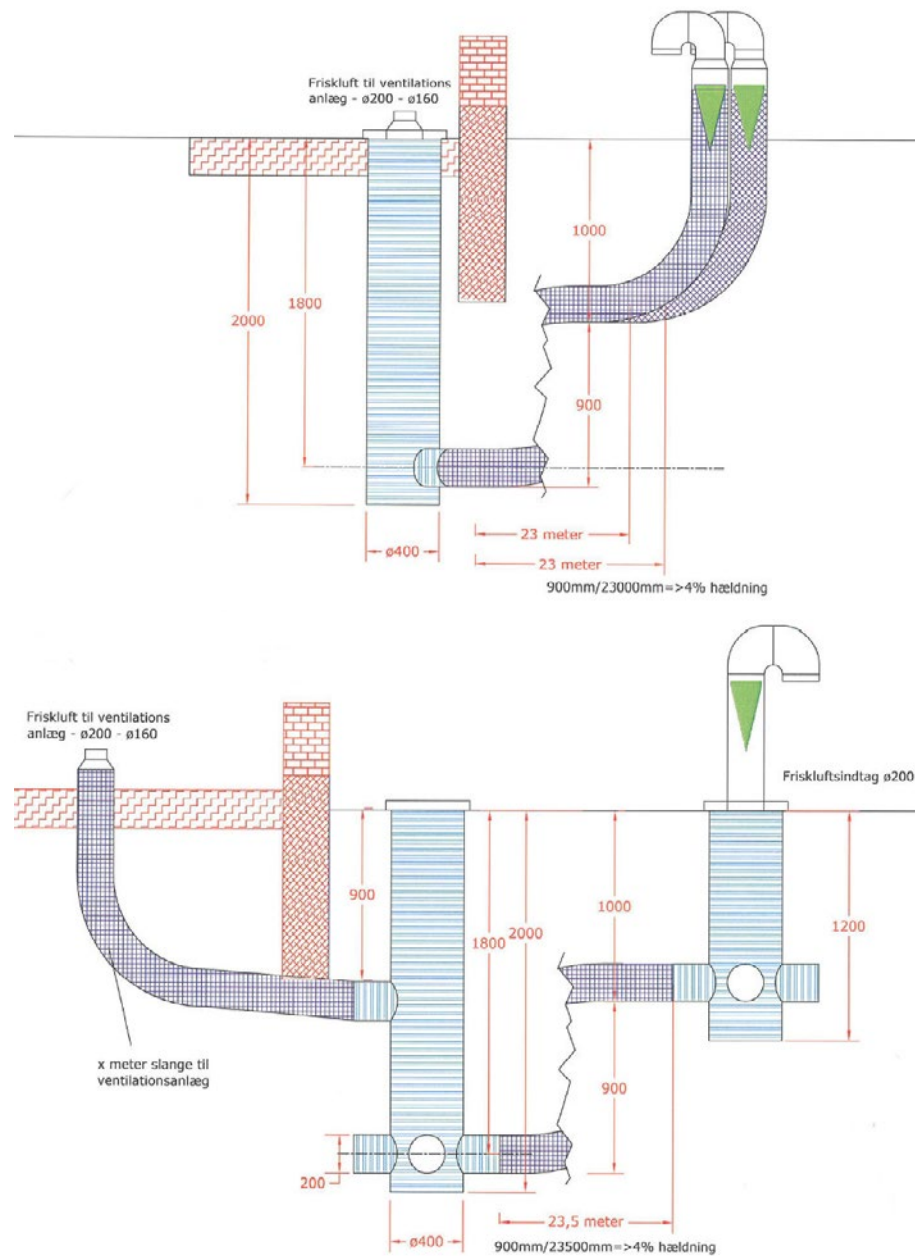 Friskluft til ventilations
anlæg - ø200 - ø160
1000
1800
2000
900
23 meter
ø400
23 meter
900mm/23000mm=>4% hældning
Friskluft til ventilations
anlæg - ø200 - ø160
Friskluftsindtag ø200
900
1000
1200
1800
2000
x meter slange til
ventilationsanlæg
900
200
23,5 meter
ø400
900mm/23500mm=>4% hældning